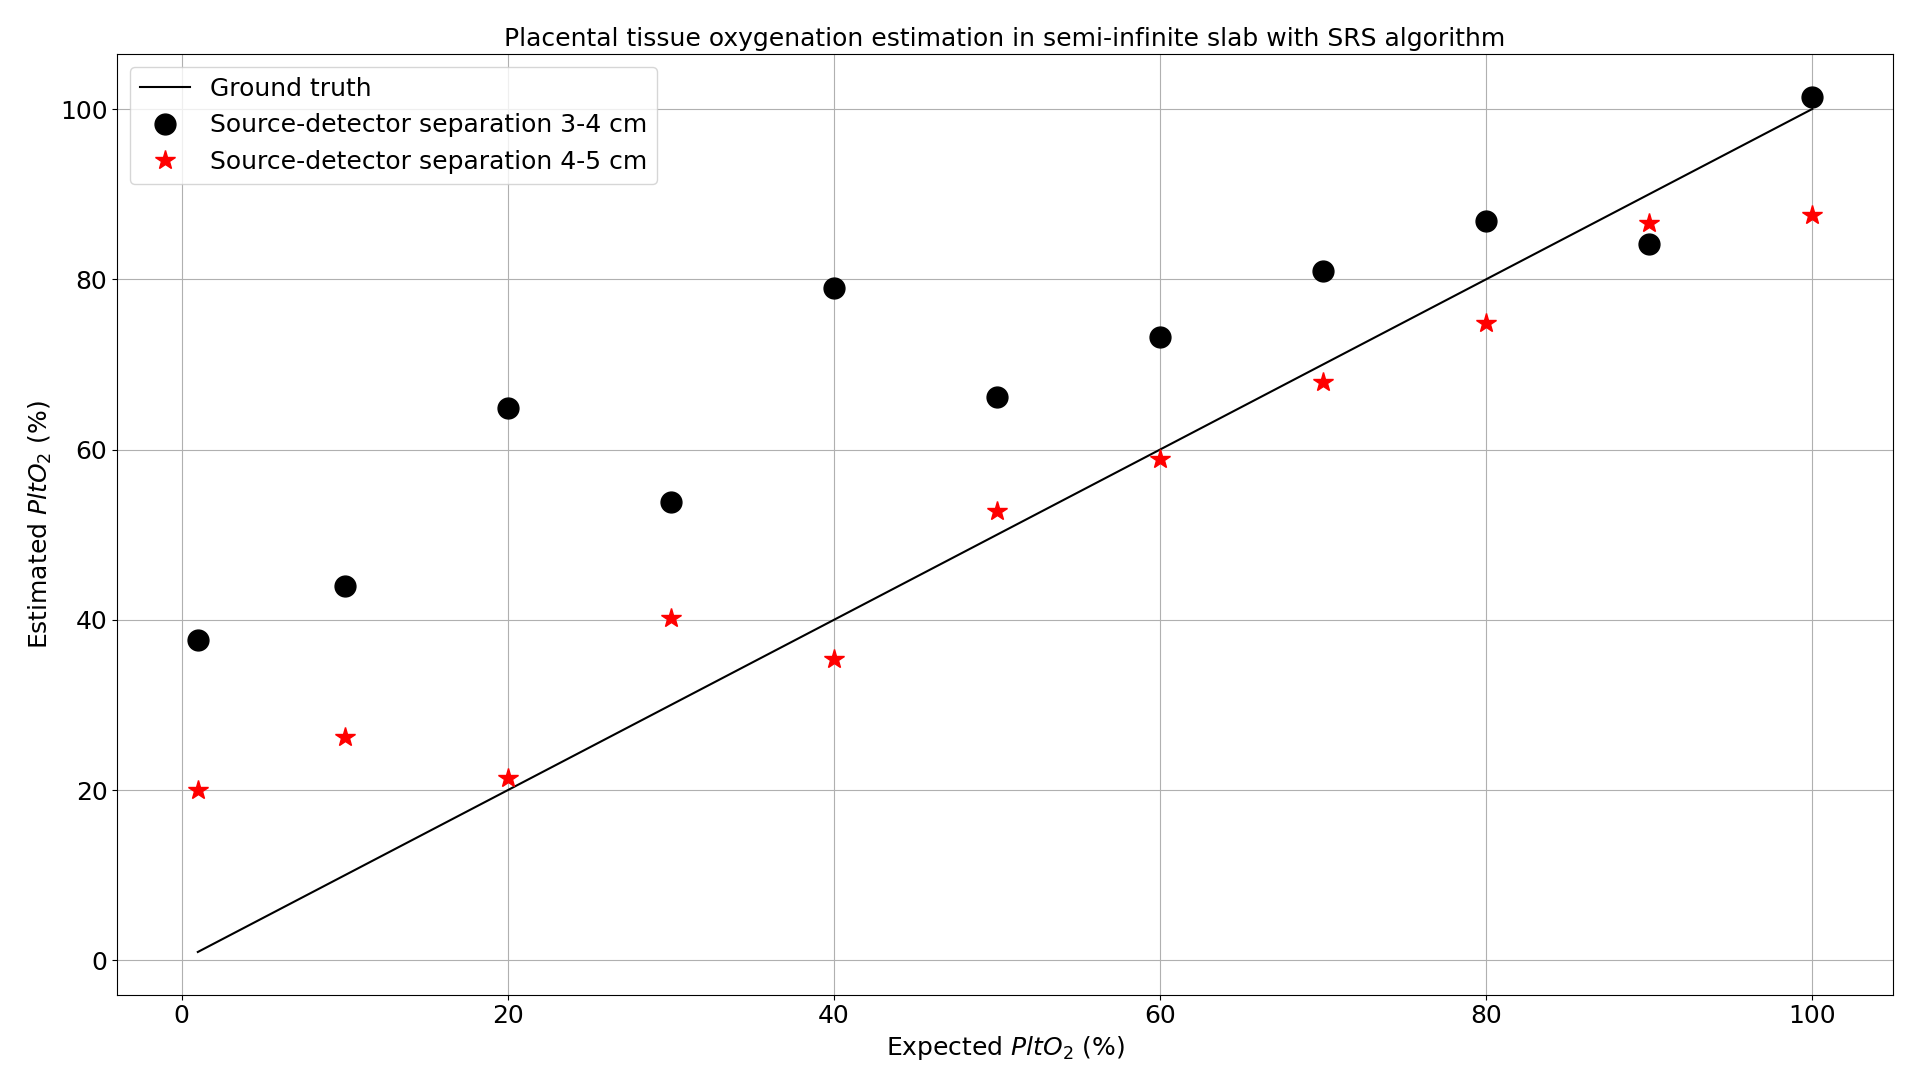 Placental tissue oxygenation estimation in semi-infinite slab with SRS algorithm
Ground truth
Source-detector separation 3-4 cm
Source-detector separation 4-5 cm
100
80
60
40
20
0
Estimated PltO₂ (%)
0 20 40 60 80 100
Expected PltO₂ (%)